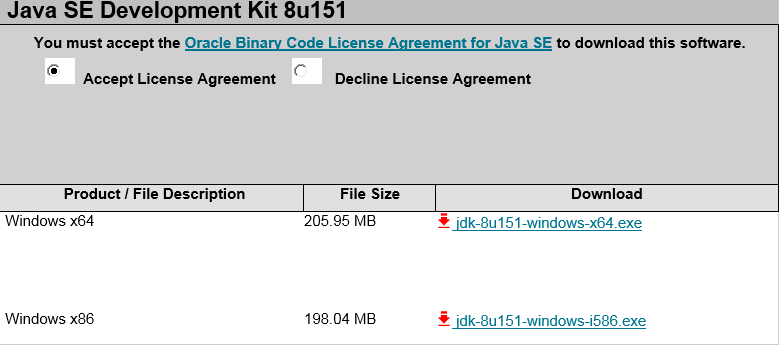 Java SE Development Kit 8u151
You must accept the Oracle Binary Code License Agreement for Java SE to download this software.
Accept License Agreement Decline License Agreement
Product / File Description File Size Download
Windows x64 205.95 MB jdk-8u151-windows-x64.exe
Windows x86 198.04 MB jdk-8u151-windows-i586.exe